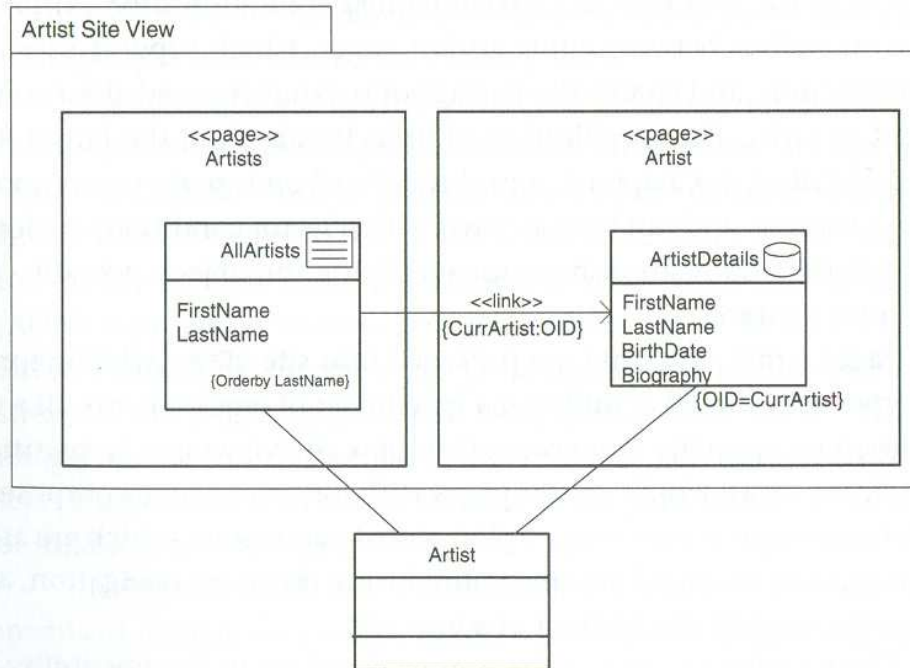 Artist Site View
<<page>>
Artists
AllArtists
FirstName
LastName
{Orderby LastName}
<<link>>
{CurrArtist:OID}
<<page>>
Artist
ArtistDetails
FirstName
LastName
BirthDate
Biography
{OID=CurrArtist}
Artist